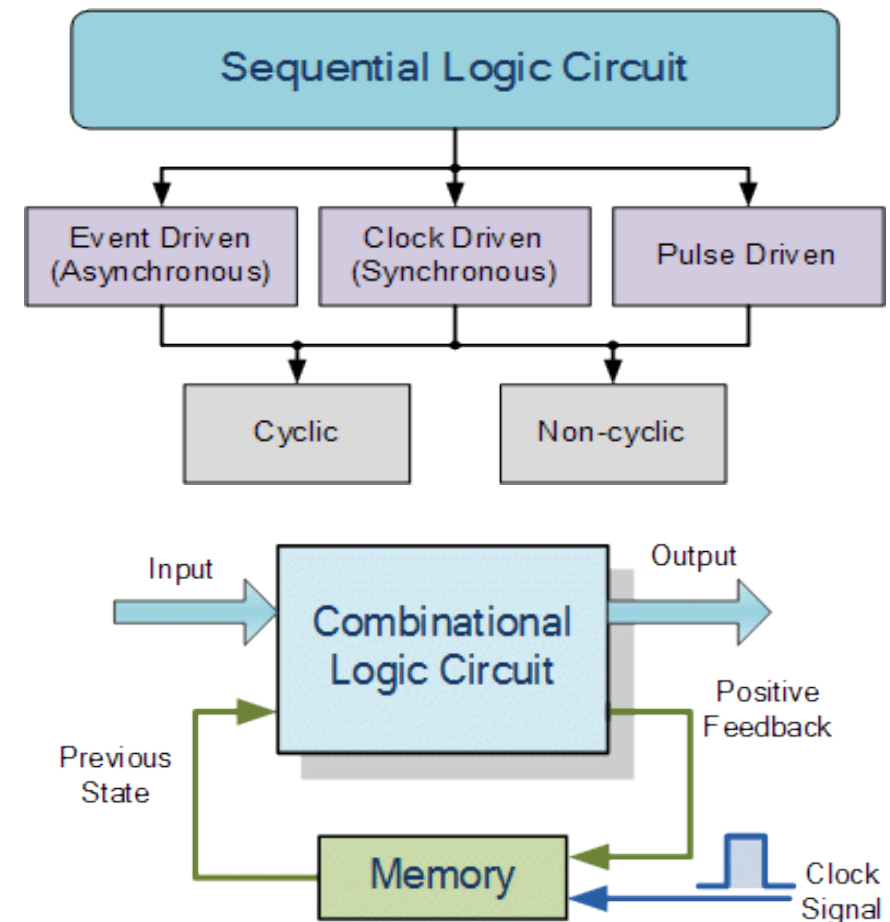 Sequential Logic Circuit
Event Driven
(Asynchronous)
Clock Driven
(Synchronous)
Pulse Driven
Cyclic
Non-cyclic
Input
Output
Combinational
Logic Circuit
Positive
Feedback
Previous
State
Memory
Clock
Signal